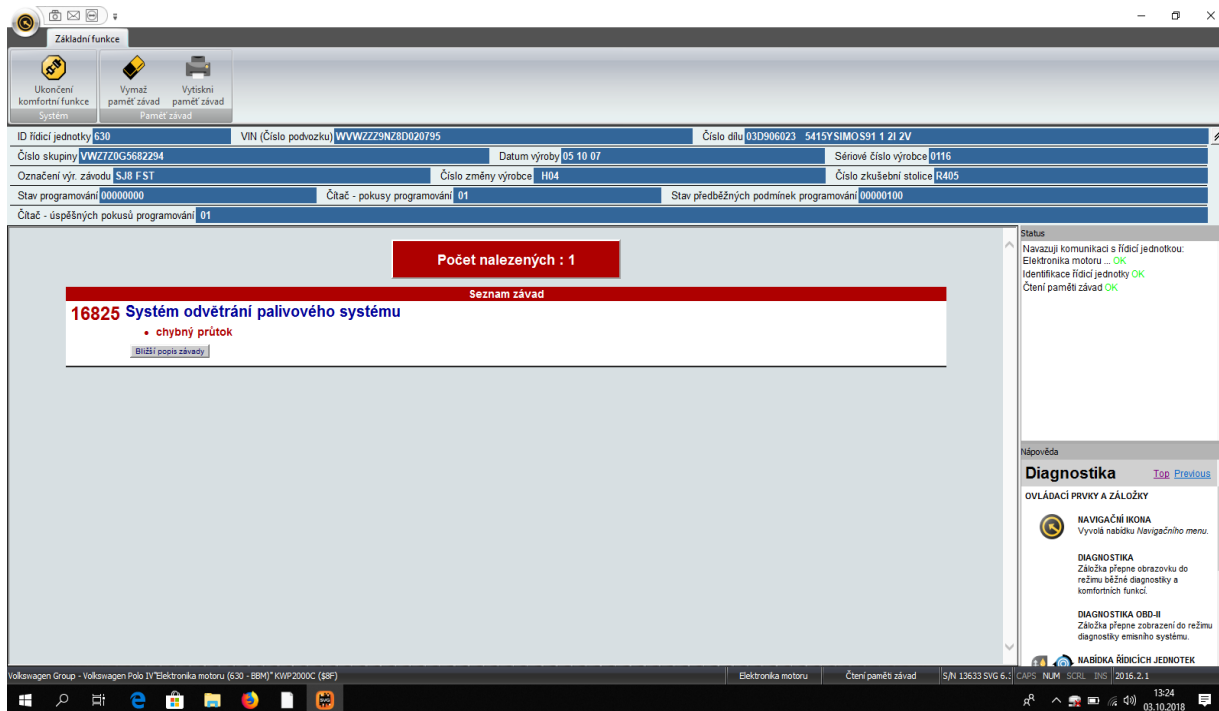 Základní funkce
Ukončení
komfortní funkce
Vymaž
paměť závad
Vytiskni
paměť závad
Systém
Paměť závad
ID řídicí jednotky 630 VIN (Číslo podvozku) WVWZZZ9NZ8D020795 Číslo dílu 03D906023 5415YSIMOS91 1 2l 2V
Číslo skupiny VWZ7Z0G5682294 Datum výroby 05 10 07 Sériové číslo výrobce 0116
Označení výr. závodu SJ8 FST Číslo změny výrobce H04 Číslo zkušební stolice R405
Stav programování 00000000 Čítač - pokusy programování 01 Stav předběžných podmínek programování 00000100
Čítač - úspěšných pokusů programování 01
Počet nalezených : 1
Seznam závad
16825 Systém odvětrání palivového systému
• chybný průtok
Bližší popis závady
Status
Navazuji komunikaci s řídicí jednotkou:
Elektronika motoru ... OK
Identifikace řídicí jednotky OK
Čtení paměti závad OK
Nápověda
Diagnostika Top Previous
OVLÁDACÍ PRVKY A ZÁLOŽKY
NAVIGAČNÍ IKONA
Vyvolá nabídku Navigačního menu.
DIAGNOSTIKA
Záložka přepne obrazovku do
režimu běžné diagnostiky a
komfortních funkcí.
DIAGNOSTIKA OBD-II
Záložka přepne zobrazení do režimu
diagnostiky emisního systému.
NABÍDKA ŘIDICÍCH JEDNOTEK
Volkswagen Group - Volkswagen Polo IV"Elektronika motoru (630 - BBM)" KWP2000C ($8F) Elektronika motoru Čtení paměti závad S/N 13633 SVG 6. CAPS NUM SCRL INS 2016.2.1
13:24
03.10.2018